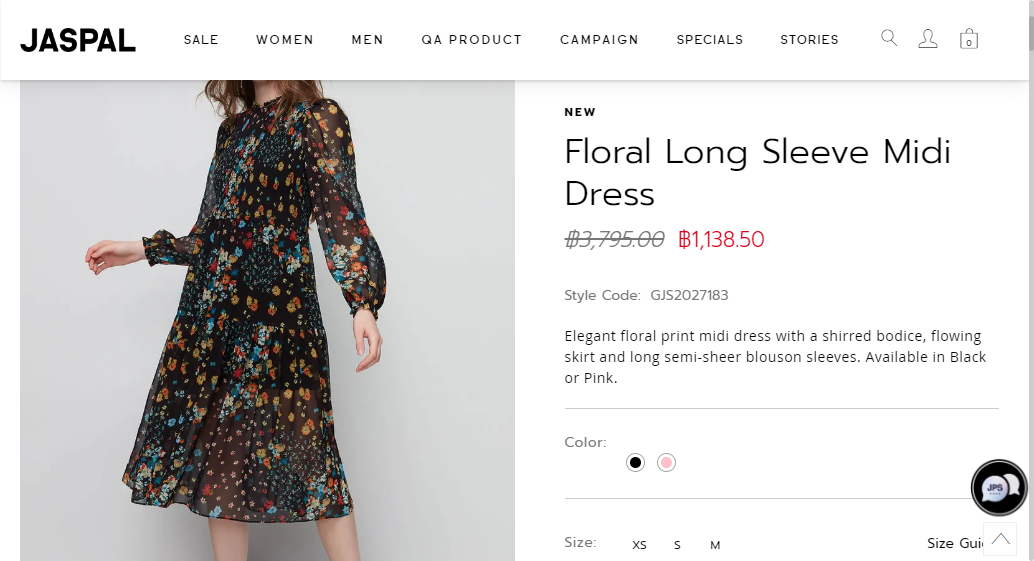 JASPAL
SALE WOMEN MEN QA PRODUCT CAMPAIGN SPECIALS STORIES
0
NEW
Floral Long Sleeve Midi
Dress
฿3,795.00 ฿1,138.50
Style Code: GJS2027183
Elegant floral print midi dress with a shirred bodice, flowing
skirt and long semi-sheer blouson sleeves. Available in Black
or Pink.
Color:
JPS
Size: XS S M Size Gui